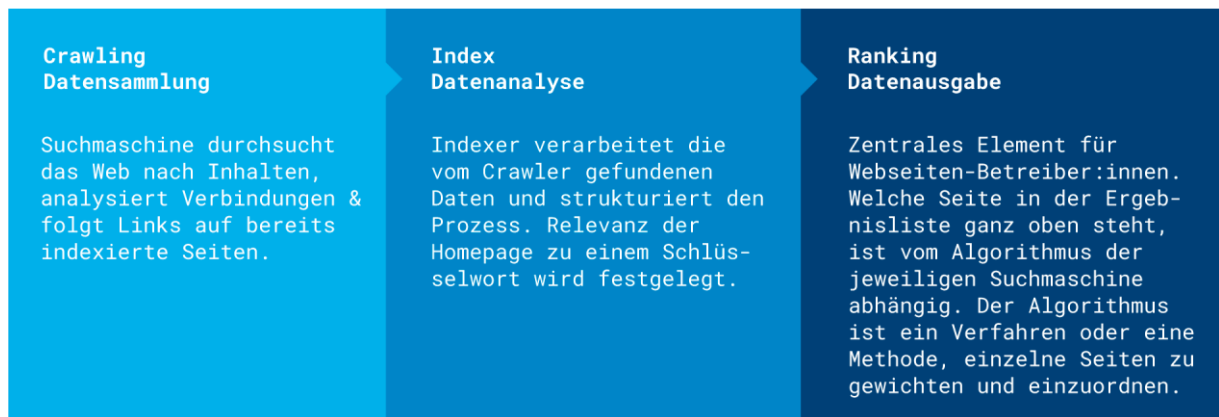 Crawling
Datensammlung
Suchmaschine durchsucht
das Web nach Inhalten,
analysiert Verbindungen &
folgt Links auf bereits
indexierte Seiten.
Index
Datenanalyse
Indexer verarbeitet die
vom Crawler gefundenen
Daten und strukturiert den
Prozess. Relevanz der
Homepage zu einem Schlüs-
selwort wird festgelegt.
Ranking
Datenausgabe
Zentrales Element für
Webseiten-Betreiber:innen.
Welche Seite in der Ergeb-
nisliste ganz oben steht,
ist vom Algorithmus der
jeweiligen Suchmaschine
abhängig. Der Algorithmus
ist ein Verfahren oder eine
Methode, einzelne Seiten zu
gewichten und einzuordnen.